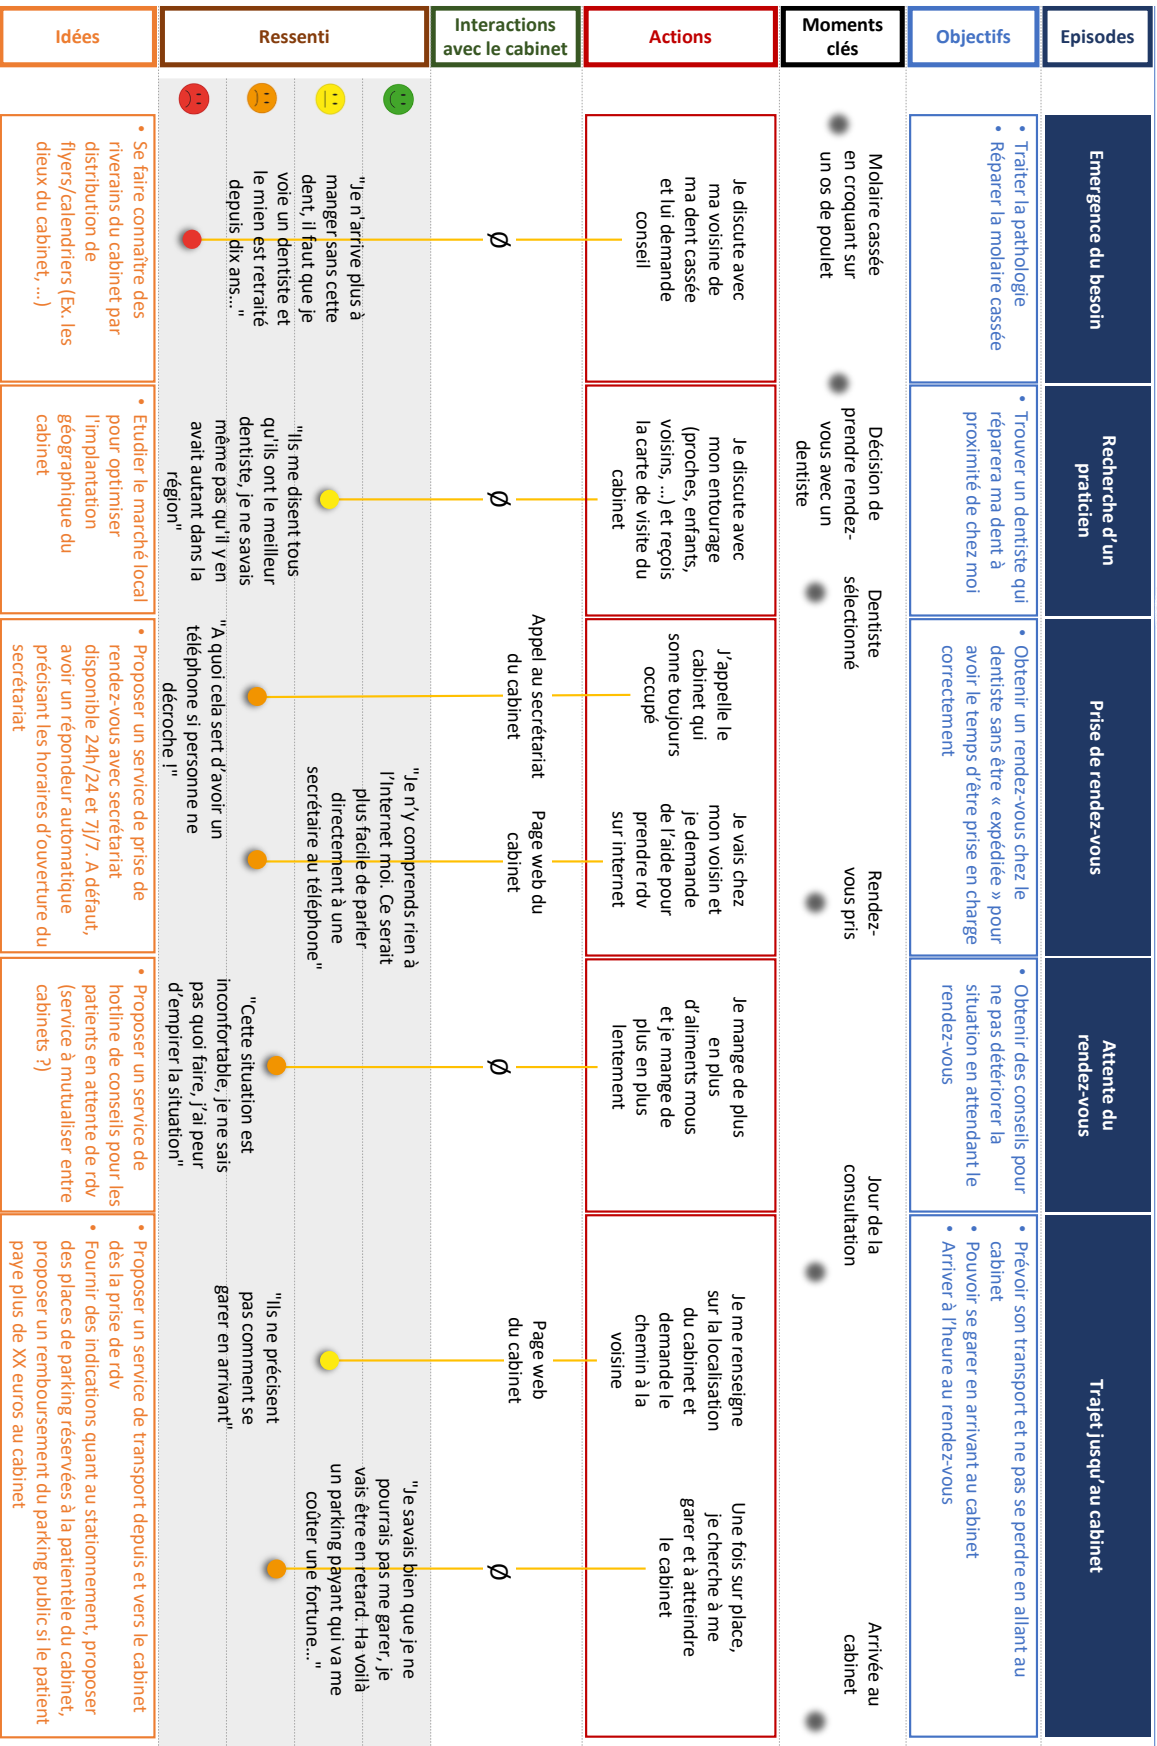 Episodes
Emergence du besoin
Recherche d'un
praticien
Prise de rendez-vous
Attente du
rendez-vous
Trajet jusqu'au cabinet
Objectifs
• Traiter la pathologie
• Réparer la molaire cassée
• Trouver un dentiste qui
réparera ma dent à
proximité de chez moi
• Obtenir un rendez-vous chez le
dentiste sans être « expédiée » pour
avoir le temps d'être prise en charge
correctement
• Obtenir des conseils pour
ne pas détériorer la
situation en attendant le
rendez-vous
• Prévoir son transport et ne pas se perdre en allant au
cabinet
• Pouvoir se garer en arrivant au cabinet
• Arriver à l'heure au rendez-vous
Moments
clés
Molaire cassée
en croquant sur
un os de poulet
Décision de
prendre rendez-
vous avec un
dentiste
Dentiste
sélectionné
Rendez-
vous pris
Jour de la
consultation
Arrivée au
cabinet
Actions
Je discute avec
ma voisine de
ma dent cassée
et lui demande
conseil
Je discute avec
mon entourage
(proches, enfants,
voisins, …) et reçois
la carte de visite du
cabinet
J'appelle le
cabinet qui
sonne toujours
occupé
Je vais chez
mon voisin et
je demande
de l'aide pour
prendre rdv
sur internet
Je mange de plus
en plus
d'aliments mous
et je mange de
plus en plus
lentement
Je me renseigne
sur la localisation
du cabinet et
demande le
chemin à la
voisine
Une fois sur place,
je cherche à me
garer et à atteindre
le cabinet
Interactions
avec le cabinet
Ø
Ø
Appel au secrétariat
du cabinet
Page web du
cabinet
Ø
Page web
du cabinet
Ø
Ressenti
"Je n'arrive plus à
manger sans cette
dent, il faut que je
voie un dentiste et
le mien est retraité
depuis dix ans…"
"Ils me disent tous
qu'ils ont le meilleur
dentiste, je ne savais
même pas qu'il y en
avait autant dans la
région"
"A quoi cela sert d'avoir un
téléphone si personne ne
décroche !"
"Je n'y comprends rien à
l'Internet moi. Ce serait
plus facile de parler
directement à une
secrétaire au téléphone"
"Cette situation est
inconfortable, je ne sais
pas quoi faire, j'ai peur
d'empirer la situation"
"Ils ne précisent
pas comment se
garer en arrivant"
"Je savais bien que je ne
pourrais pas me garer, je
vais être en retard. Ha voilà
un parking payant qui va me
coûter une fortune… "
Idées
• Se faire connaître des
riverains du cabinet par
distribution de
flyers/calendriers (Ex. les
dieux du cabinet, …)
• Etudier le marché local
pour optimiser
l'implantation
géographique du
cabinet
• Proposer un service de prise de
rendez-vous avec secrétariat
disponible 24h/24 et 7j/7. A défaut,
avoir un répondeur automatique
précisant les horaires d'ouverture du
secrétariat
• Proposer un service de
hotline de conseils pour les
patients en attente de rdv
(service à mutualiser entre
cabinets ?)
• Proposer un service de transport depuis et vers le cabinet
dès la prise de rdv
• Fournir des indications quant au stationnement, proposer
des places de parking réservées à la patientèle du cabinet,
proposer un remboursement du parking public si le patient
paye plus de XX euros au cabinet